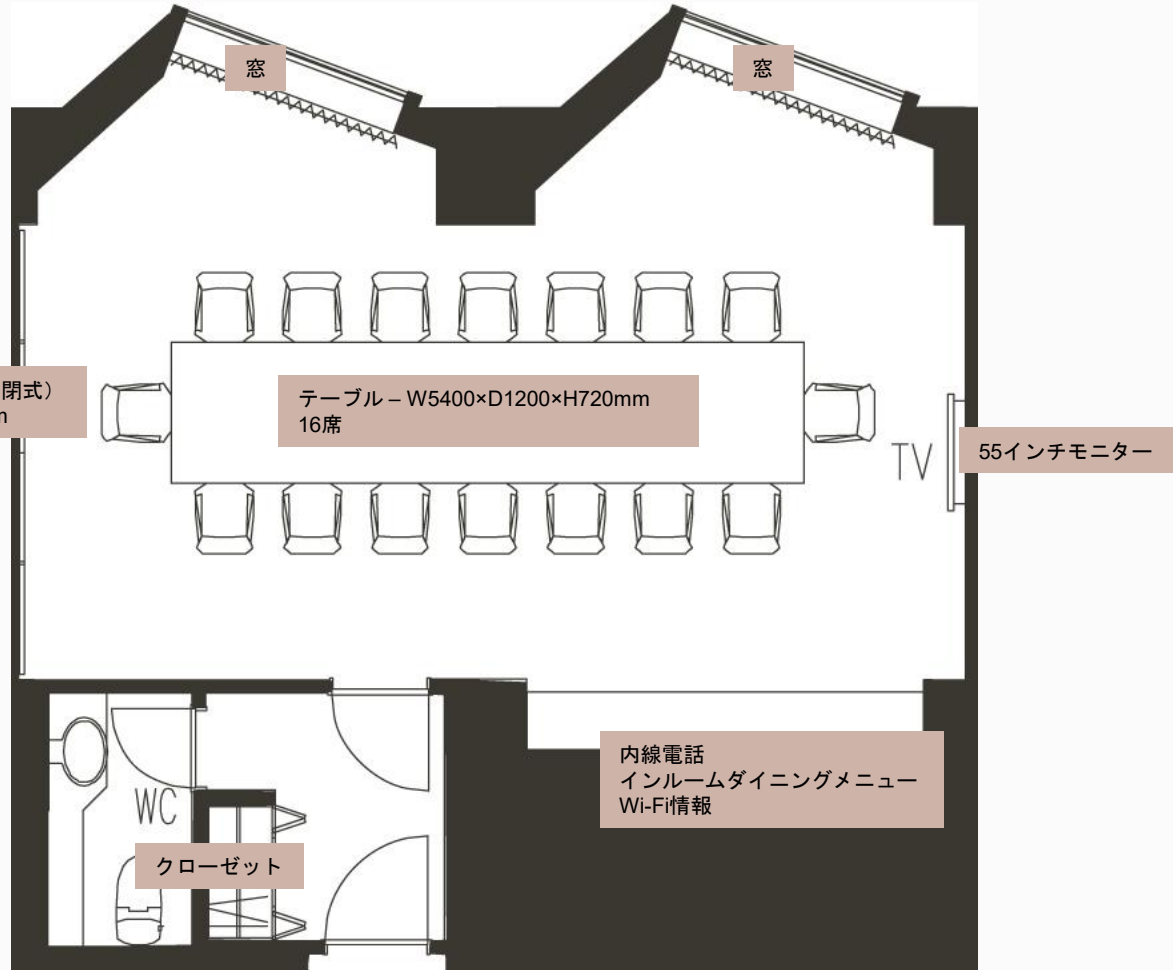 窓
窓
閉式）
テーブル – W5400×D1200×H720mm
16席
TV
55インチモニター
内線電話
インルームダイニングメニュー
Wi-Fi情報
WC
クローゼット